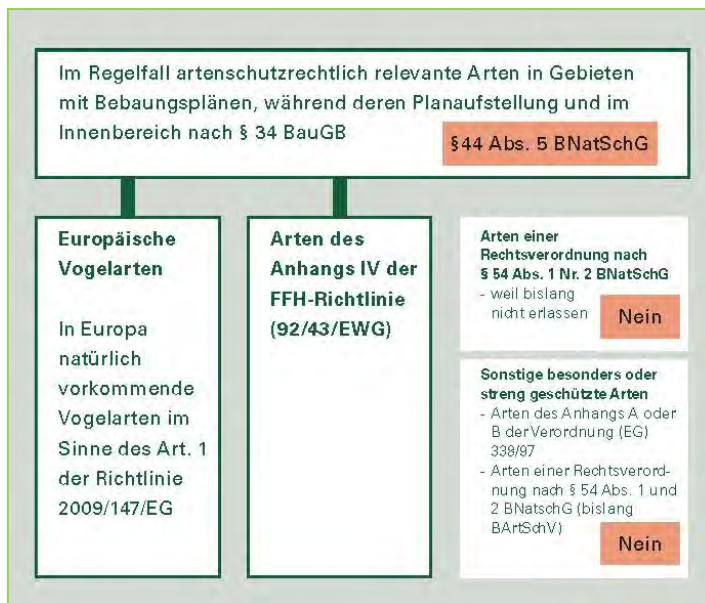 Im Regelfall artenschutzrechtlich relevante Arten in Gebieten
mit Bebaungsplänen, während deren Planaufstellung und im
Innenbereich nach § 34 BauGB
§44 Abs. 5 BNatSchG
Europäische
Vogelarten
In Europa
natürlich
vorkommende
Vogelarten im
Sinne des Art. 1
der Richtlinie
2009/147/EG
Arten des
Anhangs IV der
FFH-Richtlinie
(92/43/EWG)
Arten einer
Rechtsverordnung nach
§ 54 Abs. 1 Nr. 2 BNatSchG
- weil bislang
nicht erlassen
Nein
Sonstige besonders oder
streng geschützte Arten
- Arten des Anhangs A oder
B der Verordnung (EG)
338/97
- Arten einer Rechtsverord-
nung nach § 54 Abs. 1 und
2 BNatschG (bislang
BArtSchV)
Nein